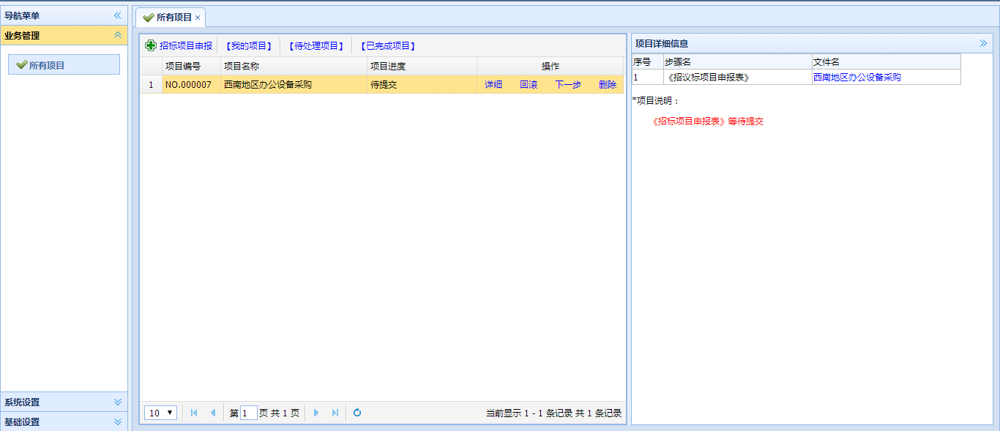 导航菜单
业务管理
所有项目
系统设置
基础设置
所有项目
招标项目申报 【我的项目】 【待处理项目】 【已完成项目】
项目编号 项目名称 项目进度 操作
1 NO.000007 西南地区办公设备采购 待提交 详细 回滚 下一步 删除
10 第 1 页 共 1 页 当前显示 1 - 1 条记录 共 1 条记录
项目详细信息
序号 步骤名 文件名
1 《招议标项目申报表》 西南地区办公设备采购
*项目说明：
《招标项目申报表》等待提交